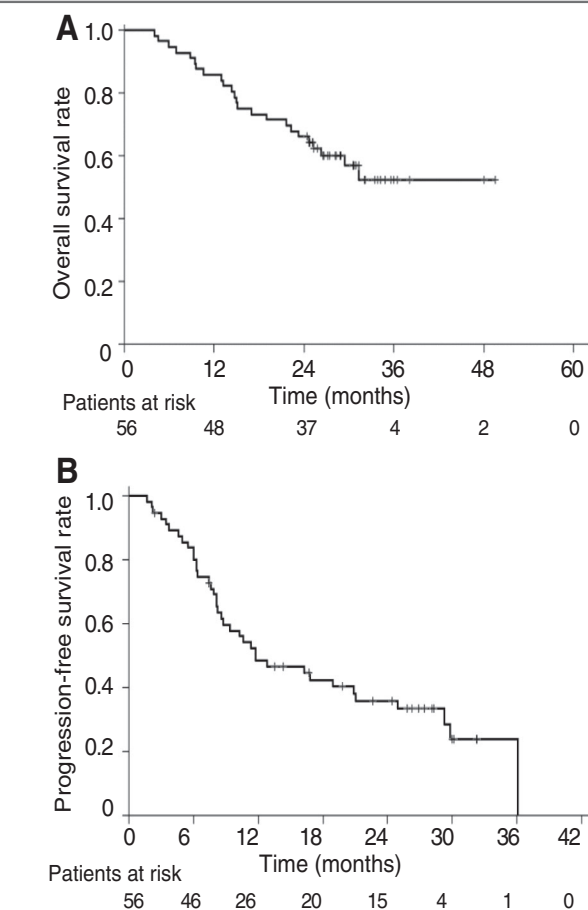 A
Overall survival rate
1.0
0.8
0.6
0.4
0.2
0
0 12 24 36 48 60
Time (months)
Patients at risk
56 48 37 4 2 0
B
Progression-free survival rate
1.0
0.8
0.6
0.4
0.2
0
0 6 12 18 24 30 36 42
Time (months)
Patients at risk
56 46 26 20 15 4 1 0